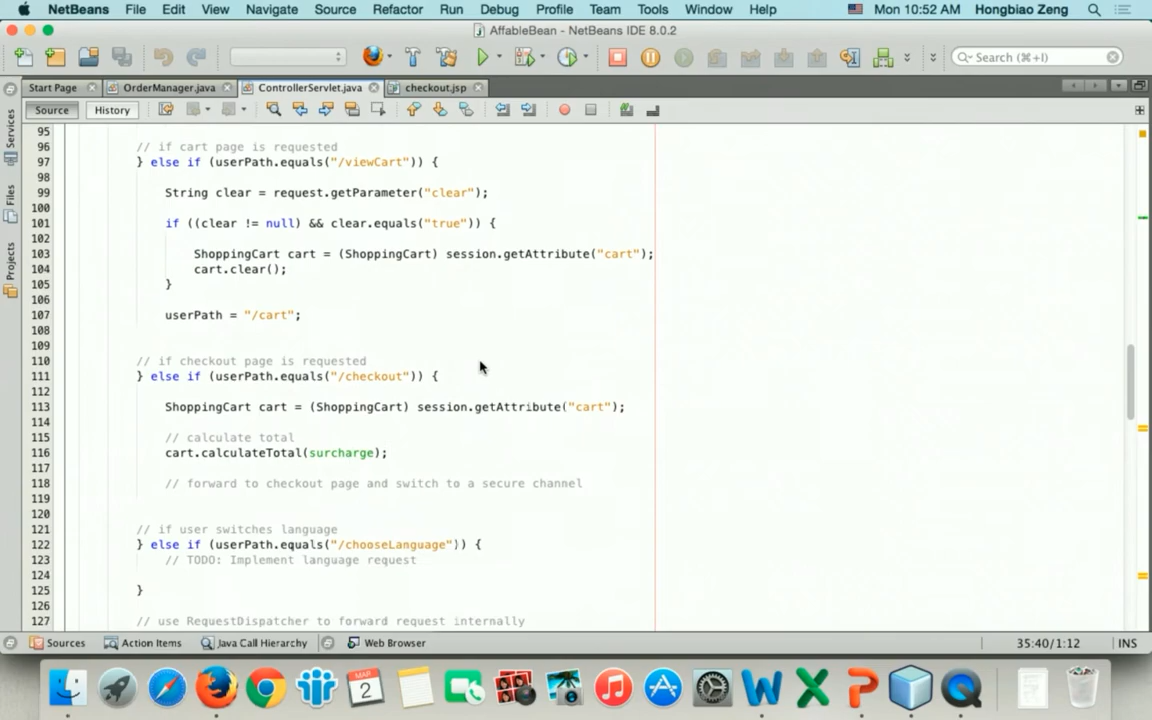 NetBeans File Edit View Navigate Source Refactor Run Debug Profile Team Tools Window Help Mon 10:52 AM Hongbiao Zeng
AffableBean - NetBeans IDE 8.0.2
Search (⌘+I)
Start Page OrderManager.java ControllerServlet.java checkout.jsp
Source History
Services
Files
Projects
95
96 // if cart page is requested
97 } else if (userPath.equals("/viewCart")) {
98
99 String clear = request.getParameter("clear");
100
101 if ((clear != null) && clear.equals("true")) {
102
103 ShoppingCart cart = (ShoppingCart) session.getAttribute("cart");
104 cart.clear();
105 }
106
107 userPath = "/cart";
108
109
110 // if checkout page is requested
111 } else if (userPath.equals("/checkout")) {
112
113 ShoppingCart cart = (ShoppingCart) session.getAttribute("cart");
114
115 // calculate total
116 cart.calculateTotal(surcharge);
117
118 // forward to checkout page and switch to a secure channel
119
120
121 // if user switches language
122 } else if (userPath.equals("/chooseLanguage")) {
123 // TODO: Implement language request
124
125 }
126
127 // use RequestDispatcher to forward request internally
Sources Action Items Java Call Hierarchy Web Browser 35:40/1:12 INS
MAR
2